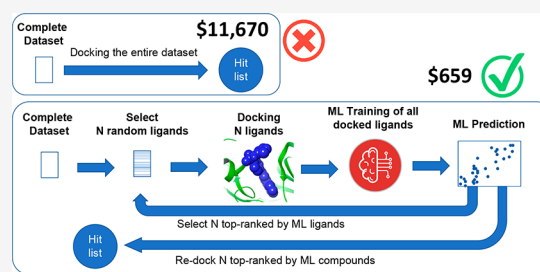 Complete
Dataset
Docking the entire dataset
$11,670
Hit
list
$659
Complete
Dataset
Select
N random ligands
Docking
N ligands
ML Training of all
docked ligands
ML Prediction
Select N top-ranked by ML ligands
Hit
list
Re-dock N top-ranked by ML compounds